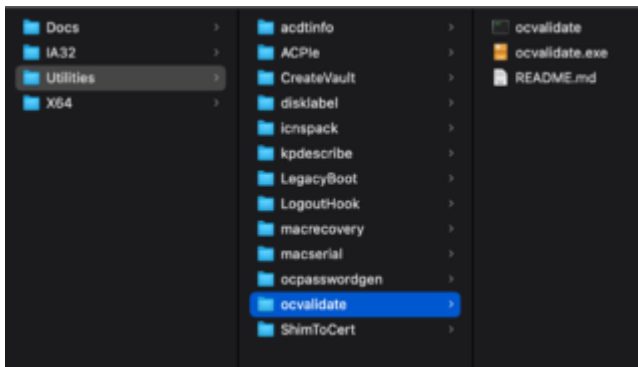 Docs
IA32
Utilities
X64
acdtinfo
ACPIe
CreateVault
disklabel
icnspack
kpdescribe
LegacyBoot
LogoutHook
macrecovery
macserial
ocpasswordgen
ocvalidate
ShimToCert
ocvalidate
ocvalidate.exe
README.md